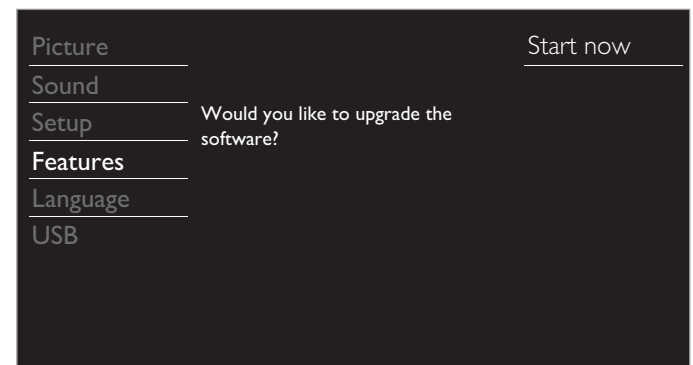 Picture
Sound
Setup
Features
Language
USB
Would you like to upgrade the
software?
Start now